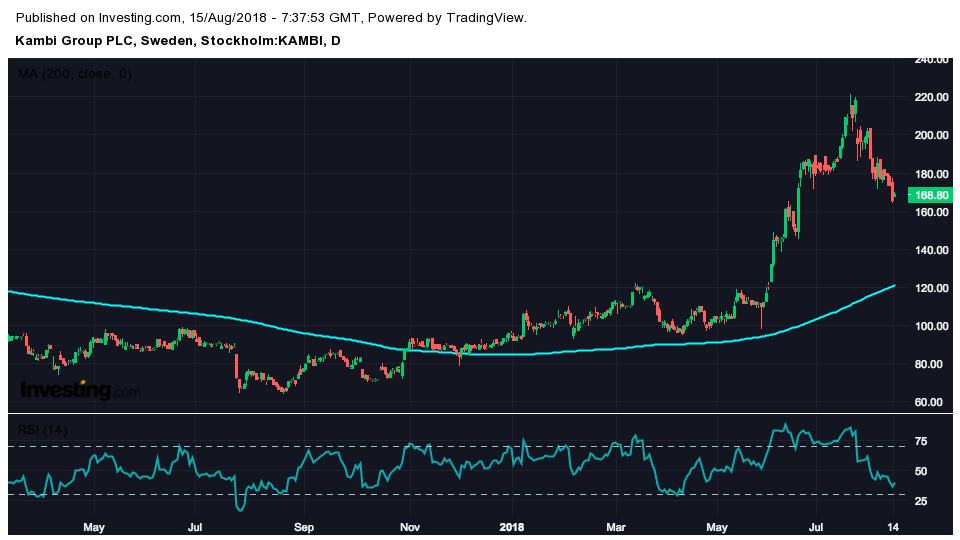 Published on Investing.com, 15/Aug/2018 - 7:37:53 GMT, Powered by TradingView.
Kambi Group PLC, Sweden, Stockholm:KAMBI, D
MA (200, close, 0)
240.00
220.00
200.00
180.00
168.80
160.00
140.00
120.00
100.00
80.00
60.00
Investing.com
RSI (14)
75
50
25
May Jul Sep Nov 2018 Mar May Jul 14